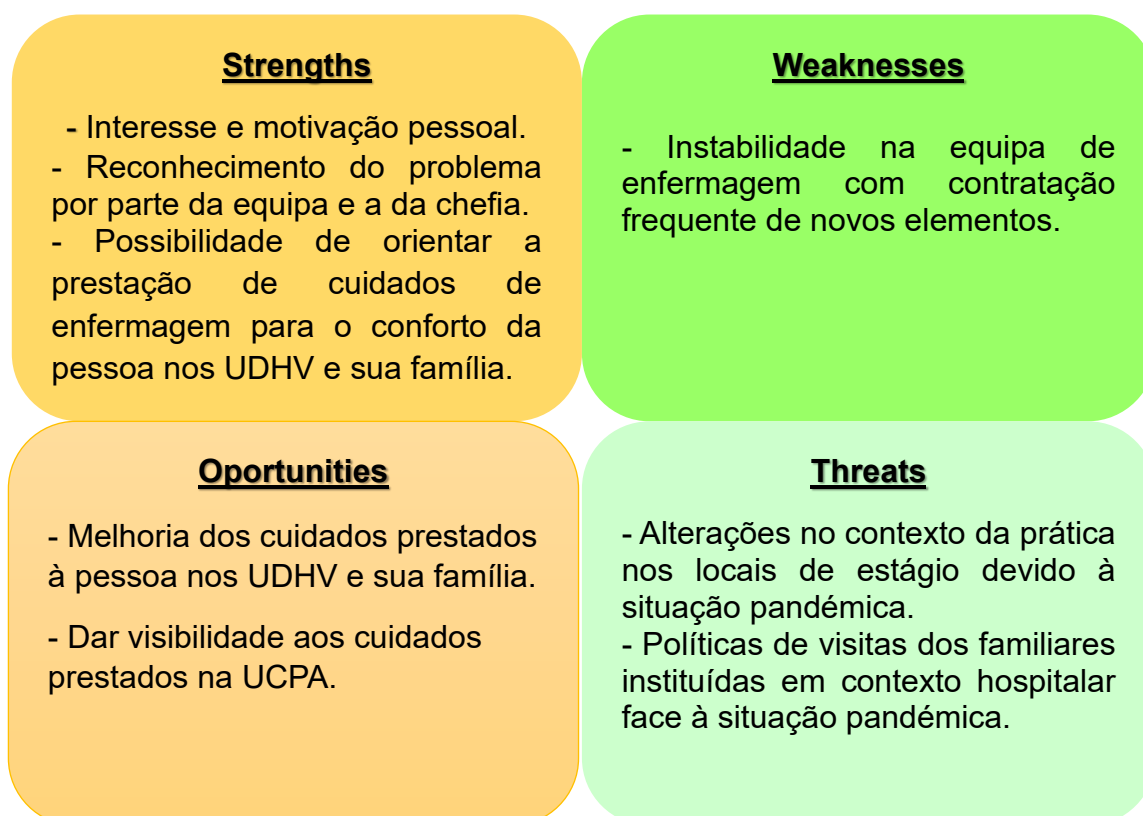 Strengths
- Interesse e motivação pessoal.
- Reconhecimento do problema
por parte da equipa e a da chefia.
- Possibilidade de orientar a
prestação de cuidados de
enfermagem para o conforto da
pessoa nos UDHV e sua família.
Weaknesses
- Instabilidade na equipa de
enfermagem com contratação
frequente de novos elementos.
Oportunities
- Melhoria dos cuidados prestados
à pessoa nos UDHV e sua família.
- Dar visibilidade aos cuidados
prestados na UCPA.
Threats
- Alterações no contexto da prática
nos locais de estágio devido à
situação pandémica.
- Políticas de visitas dos familiares
instituídas em contexto hospitalar
face à situação pandémica.